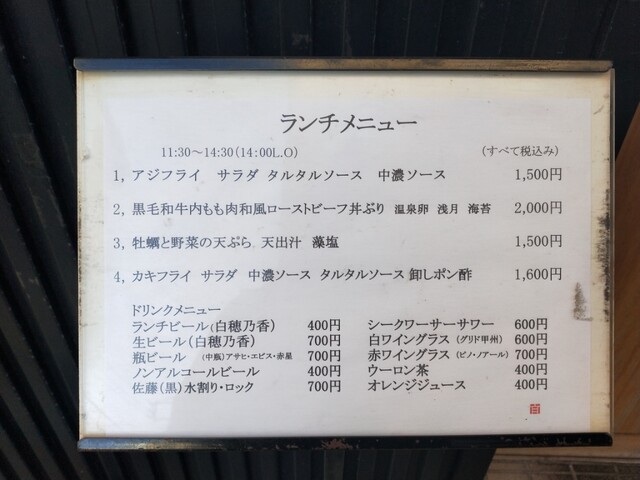 ランチメニュー
11:30～14:30(14:00L.O) (すべて税込み)
1, アジフライ サラダ タルタルソース 中濃ソース 1,500円
2, 黒毛和牛内もも肉和風ローストビーフ丼ぶり 温泉卵 浅月 海苔 2,000円
3, 牡蠣と野菜の天ぷら 天出汁 藻塩 1,500円
4, カキフライ サラダ 中濃ソース タルタルソース 卸しポン酢 1,600円
ドリンクメニュー
ランチビール(白穂乃香) 400円
生ビール(白穂乃香) 700円
瓶ビール (中瓶)アサヒ・エビス・赤星 700円
ノンアルコールビール 400円
佐藤(黒)水割り・ロック 700円
シークワーサーサワー 600円
白ワイングラス (グリド甲州) 600円
赤ワイングラス (ピノ・ノアール) 700円
ウーロン茶 400円
オレンジジュース 400円